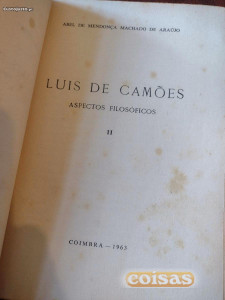 ABEL DE MENDONÇA MACHADO DE ARAÚJO
LUIS DE CAMÕES
ASPECTOS FILOSÓFICOS
II
COIMBRA — 1965
coisas